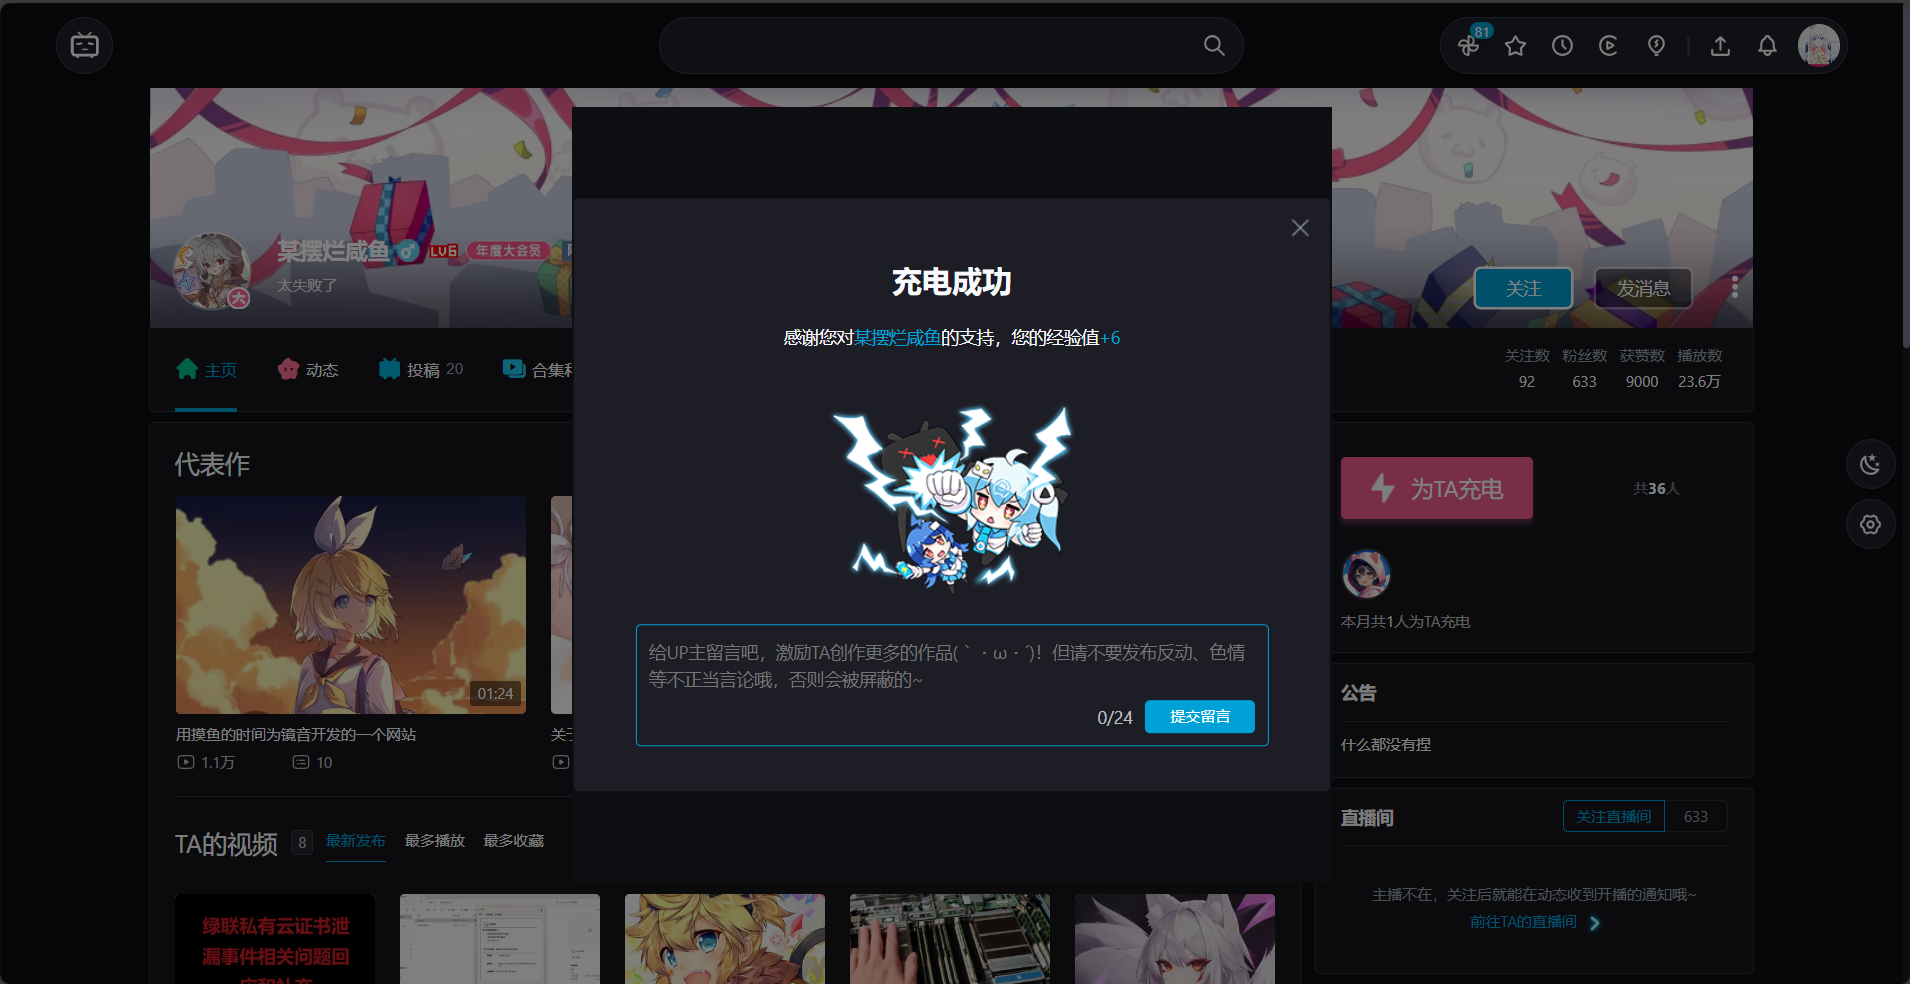 81
某摆烂咸鱼
LV6
年度大会员
太失败了
大
关注
发消息
主页
动态
投稿 20
关注数 粉丝数 获赞数 播放数
92 633 9000 23.6万
充电成功
感谢您对某摆烂咸鱼的支持，您的经验值+6
给UP主留言吧，激励TA创作更多的作品(｀・ω・´)！但请不要发布反动、色情
等不正当言论哦，否则会被屏蔽的~
0/24
提交留言
代表作
01:24
用摸鱼的时间为镜音开发的一个网站
1.1万 10
为TA充电
共36人
本月共1人为TA充电
公告
什么都没有捏
直播间
关注直播间 633
主播不在，关注后就能在动态收到开播的通知哦~
前往TA的直播间
TA的视频 8 最新发布 最多播放 最多收藏
绿联私有云证书泄
漏事件相关问题回